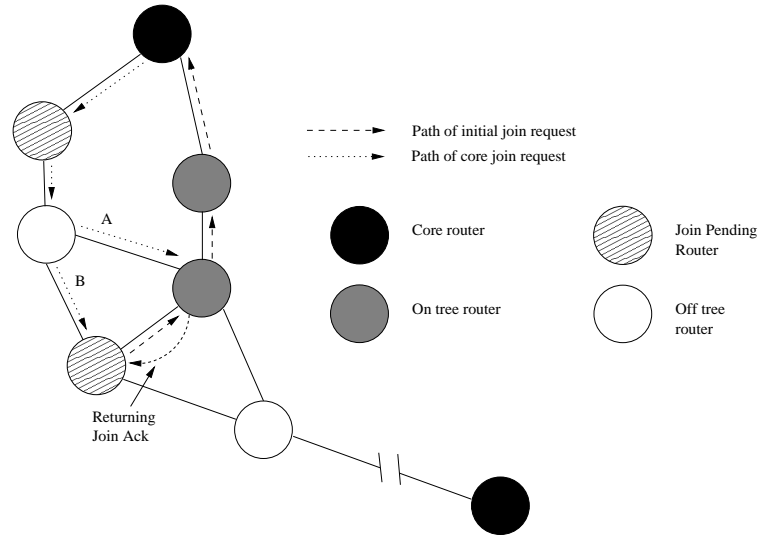 Path of initial join request
Path of core join request
A
Core router
Join Pending
Router
B
On tree router
Off tree
router
Returning
Join Ack